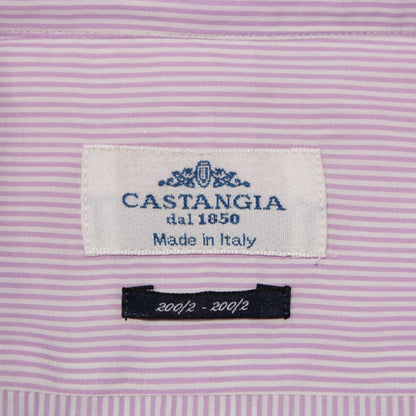 CASTANGIA
dal 1850
Made in Italy
200/2 - 200/2